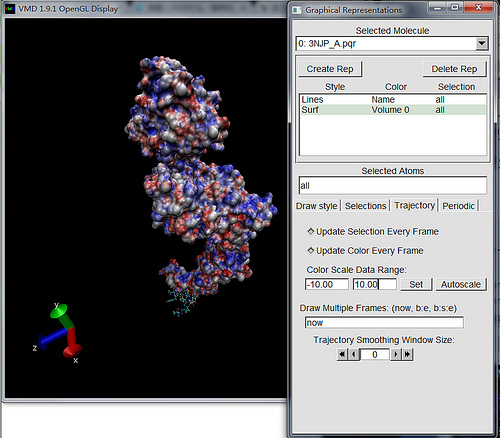 VMD 1.9.1 OpenGL Display
Graphical Representations
Selected Molecule
0: 3NJP_A.pqr
Create Rep
Delete Rep
Style Color Selection
Lines Name all
Surf Volume 0 all
Selected Atoms
all
Draw style Selections Trajectory Periodic
Update Selection Every Frame
Update Color Every Frame
Color Scale Data Range:
-10.00 10.00 Set Autoscale
Draw Multiple Frames: (now, b:e, b:s:e)
now
Trajectory Smoothing Window Size:
0
y
z
x